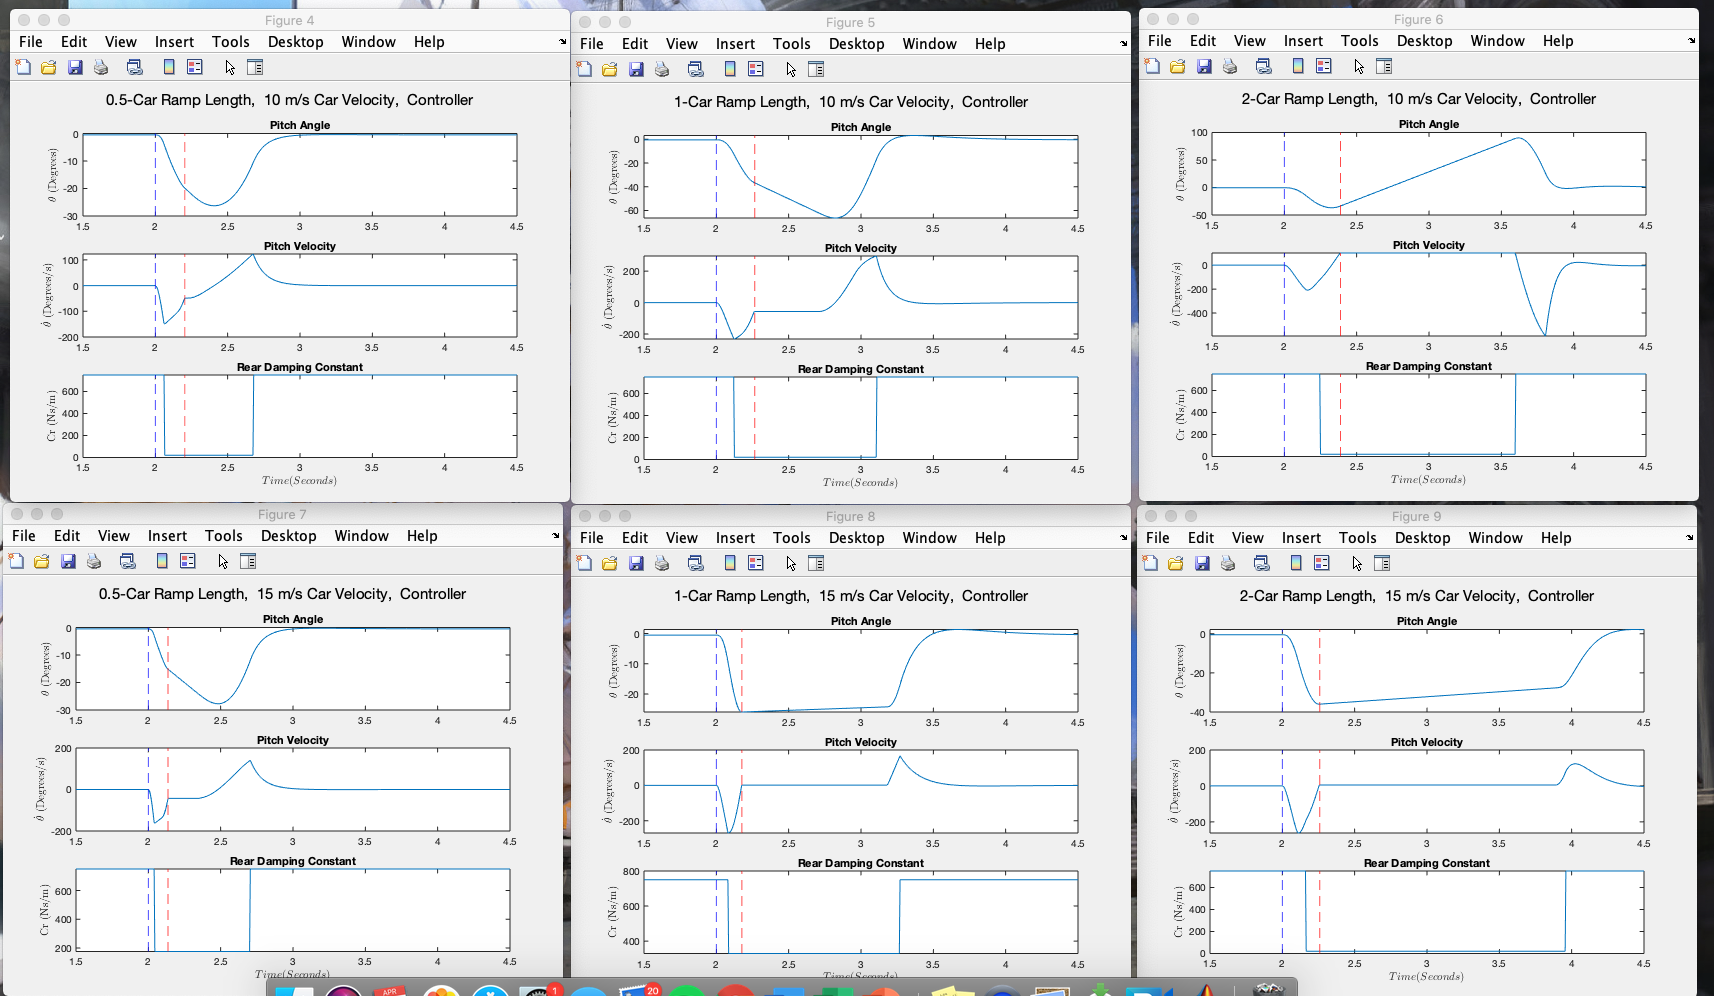 Figure 4
File Edit View Insert Tools Desktop Window Help
0.5-Car Ramp Length, 10 m/s Car Velocity, Controller
Pitch Angle
θ (Degrees)
0
-10
-20
-30
1.5 2 2.5 3 3.5 4 4.5
Pitch Velocity
θ̇ (Degrees/s)
100
0
-100
-200
1.5 2 2.5 3 3.5 4 4.5
Rear Damping Constant
Cr (Ns/m)
600
400
200
0
1.5 2 2.5 3 3.5 4 4.5
Time(Seconds)
Figure 5
File Edit View Insert Tools Desktop Window Help
1-Car Ramp Length, 10 m/s Car Velocity, Controller
Pitch Angle
θ (Degrees)
0
-20
-40
-60
1.5 2 2.5 3 3.5 4 4.5
Pitch Velocity
θ̇ (Degrees/s)
200
0
-200
1.5 2 2.5 3 3.5 4 4.5
Rear Damping Constant
Cr (Ns/m)
600
400
200
0
1.5 2 2.5 3 3.5 4 4.5
Time(Seconds)
Figure 6
File Edit View Insert Tools Desktop Window Help
2-Car Ramp Length, 10 m/s Car Velocity, Controller
Pitch Angle
θ (Degrees)
100
50
0
-50
1.5 2 2.5 3 3.5 4 4.5
Pitch Velocity
θ̇ (Degrees/s)
0
-200
-400
1.5 2 2.5 3 3.5 4 4.5
Rear Damping Constant
Cr (Ns/m)
600
400
200
0
1.5 2 2.5 3 3.5 4 4.5
Time(Seconds)
Figure 7
File Edit View Insert Tools Desktop Window Help
0.5-Car Ramp Length, 15 m/s Car Velocity, Controller
Pitch Angle
θ (Degrees)
0
-10
-20
-30
1.5 2 2.5 3 3.5 4 4.5
Pitch Velocity
θ̇ (Degrees/s)
200
0
-200
1.5 2 2.5 3 3.5 4 4.5
Rear Damping Constant
Cr (Ns/m)
600
400
200
1.5 2 2.5 3 3.5 4 4.5
Time(Seconds)
Figure 8
File Edit View Insert Tools Desktop Window Help
1-Car Ramp Length, 15 m/s Car Velocity, Controller
Pitch Angle
θ (Degrees)
0
-10
-20
1.5 2 2.5 3 3.5 4 4.5
Pitch Velocity
θ̇ (Degrees/s)
200
0
-200
1.5 2 2.5 3 3.5 4 4.5
Rear Damping Constant
Cr (Ns/m)
800
600
400
1.5 2 2.5 3 3.5 4 4.5
Time(Seconds)
Figure 9
File Edit View Insert Tools Desktop Window Help
2-Car Ramp Length, 15 m/s Car Velocity, Controller
Pitch Angle
θ (Degrees)
0
-20
-40
1.5 2 2.5 3 3.5 4 4.5
Pitch Velocity
θ̇ (Degrees/s)
200
0
-200
1.5 2 2.5 3 3.5 4 4.5
Rear Damping Constant
Cr (Ns/m)
600
400
200
0
1.5 2 2.5 3 3.5 4 4.5
Time(Seconds)
APR
1
20